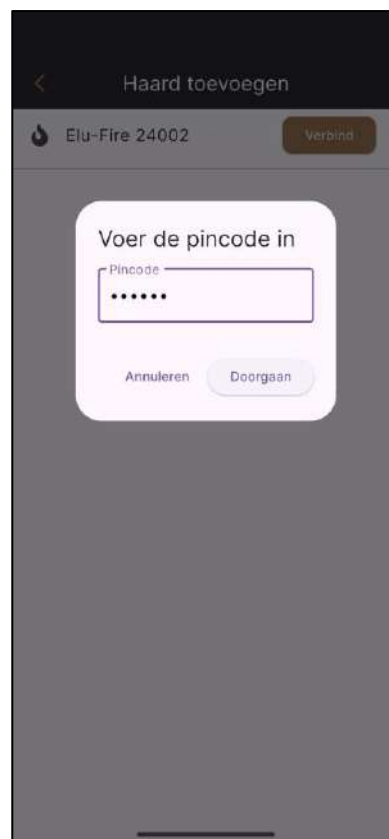 Haard toevoegen
Elu-Fire 24002
Verbind
Voer de pincode in
Pincode
••••••
Annuleren
Doorgaan